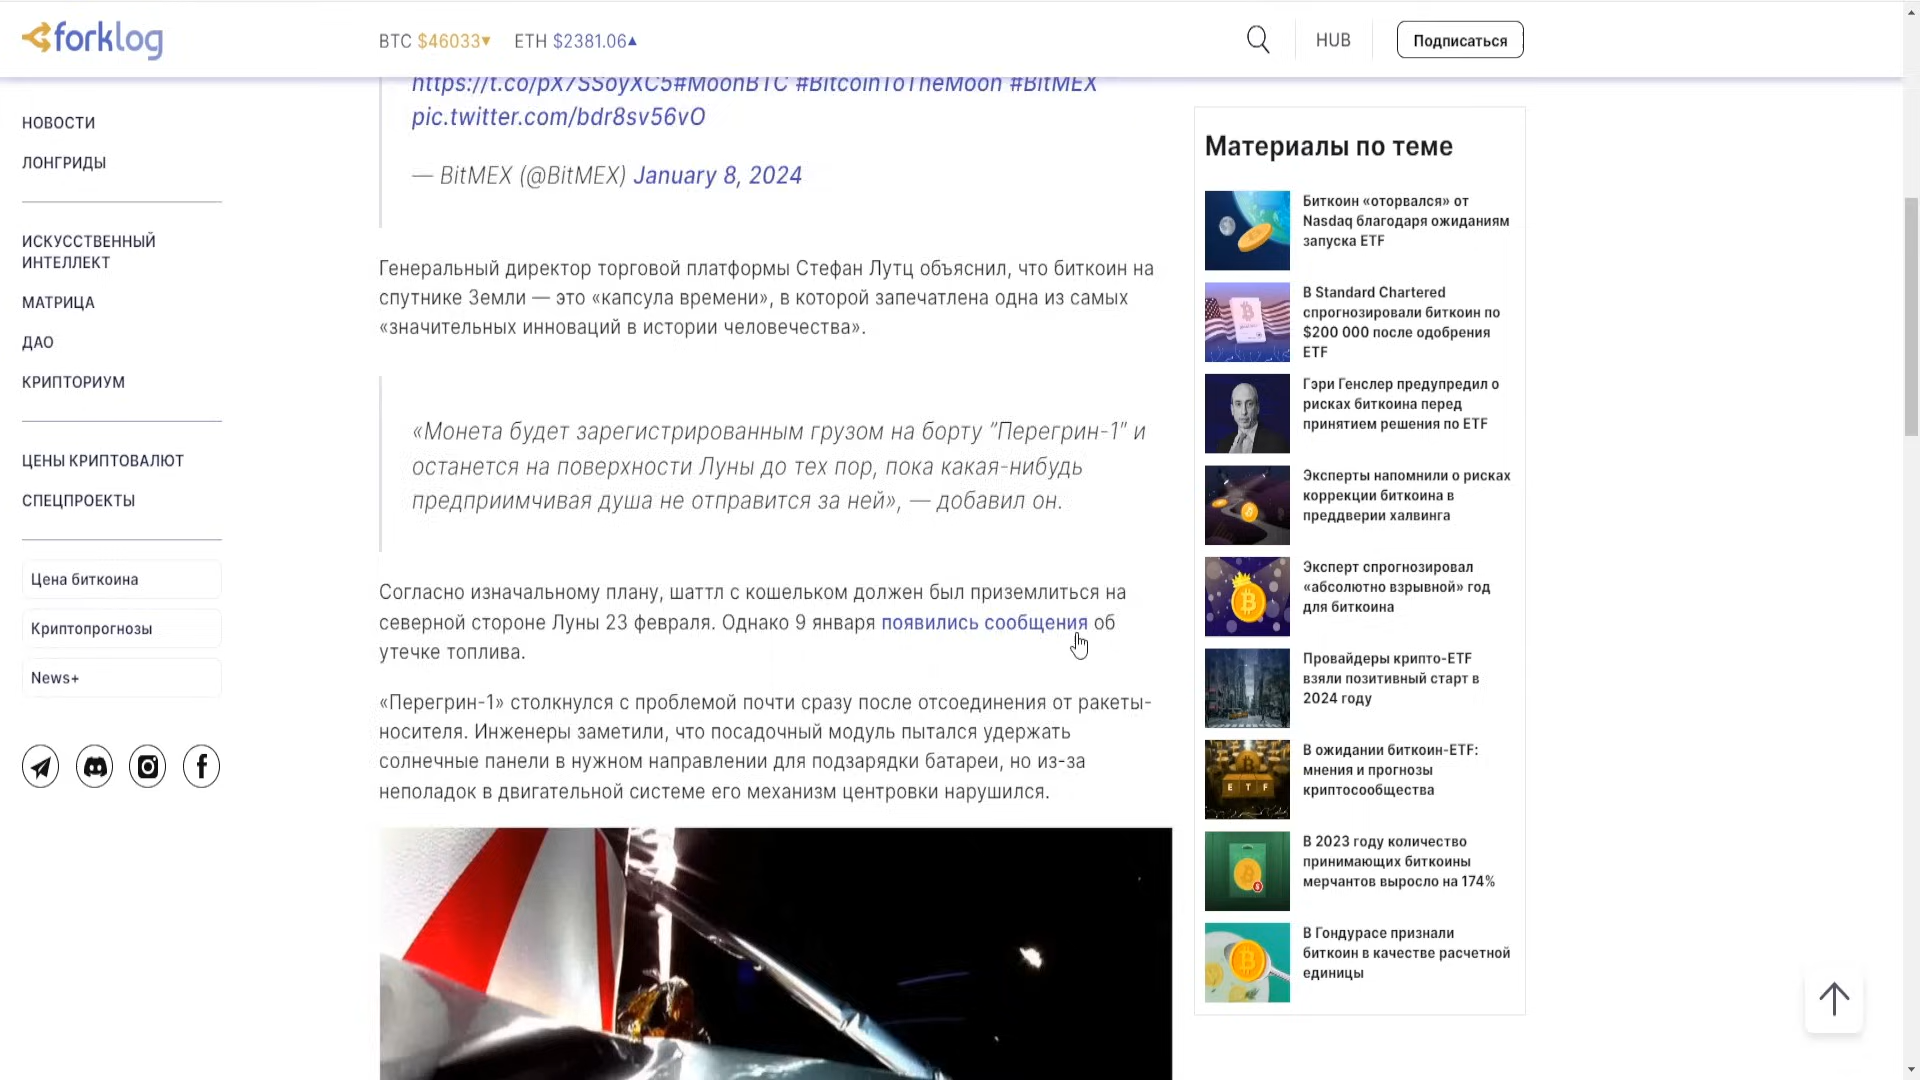 forklog
BTC $46033▼ ETH $2381.06▲
HUB
Подписаться
НОВОСТИ
ЛОНГРИДЫ
ИСКУССТВЕННЫЙ
ИНТЕЛЛЕКТ
МАТРИЦА
ДАО
КРИПТОРИУМ
ЦЕНЫ КРИПТОВАЛЮТ
СПЕЦПРОЕКТЫ
Цена биткоина
Криптопрогнозы
News+
https://t.co/pX7SSoyXC5#MoonBTC #BitcoinToTheMoon #BitMEX
pic.twitter.com/bdr8sv56vO
— BitMEX (@BitMEX) January 8, 2024
Генеральный директор торговой платформы Стефан Лутц объяснил, что биткоин на
спутнике Земли — это «капсула времени», в которой запечатлена одна из самых
«значительных инноваций в истории человечества».
«Монета будет зарегистрированным грузом на борту "Перегрин-1" и
останется на поверхности Луны до тех пор, пока какая-нибудь
предприимчивая душа не отправится за ней», — добавил он.
Согласно изначальному плану, шаттл с кошельком должен был приземлиться на
северной стороне Луны 23 февраля. Однако 9 января появились сообщения об
утечке топлива.
«Перегрин-1» столкнулся с проблемой почти сразу после отсоединения от ракеты-
носителя. Инженеры заметили, что посадочный модуль пытался удержать
солнечные панели в нужном направлении для подзарядки батареи, но из-за
неполадок в двигательной системе его механизм центровки нарушился.
Материалы по теме
Биткоин «оторвался» от
Nasdaq благодаря ожиданиям
запуска ETF
В Standard Chartered
спрогнозировали биткоин по
$200 000 после одобрения
ETF
Гэри Генслер предупредил о
рисках биткоина перед
принятием решения по ETF
Эксперты напомнили о рисках
коррекции биткоина в
преддверии халвинга
Эксперт спрогнозировал
«абсолютно взрывной» год
для биткоина
Провайдеры крипто-ETF
взяли позитивный старт в
2024 году
В ожидании биткоин-ETF:
мнения и прогнозы
криптосообщества
E T F
В 2023 году количество
принимающих биткоины
мерчантов выросло на 174%
В Гондурасе признали
биткоин в качестве расчетной
единицы